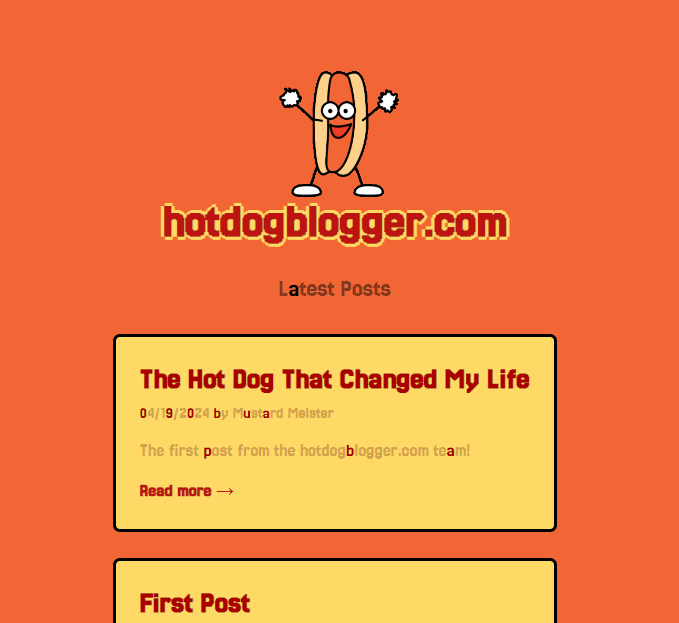 hotdogblogger.com
Latest Posts
The Hot Dog That Changed My Life
04/19/2024 by Mustard Meister
The first post from the hotdogblogger.com team!
Read more →
First Post